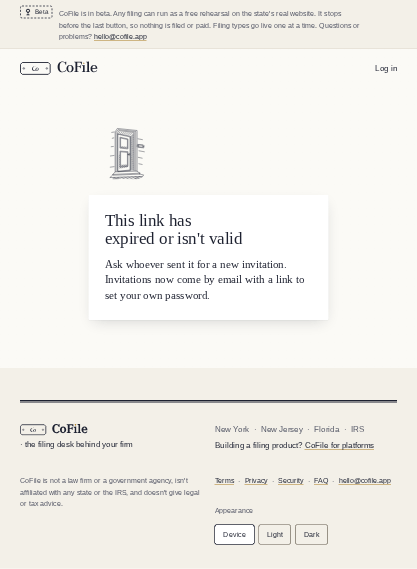 Beta
CoFile is in beta. Any filing can run as a free rehearsal on the state's real website. It stops
before the last button, so nothing is filed or paid. Filing types go live one at a time. Questions or
problems? hello@cofile.app
Co CoFile
Log in
This link has
expired or isn't valid
Ask whoever sent it for a new invitation.
Invitations now come by email with a link to
set your own password.
Co CoFile
· the filing desk behind your firm
New York · New Jersey · Florida · IRS
Building a filing product? CoFile for platforms
CoFile is not a law firm or a government agency, isn't
affiliated with any state or the IRS, and doesn't give legal
or tax advice.
Terms · Privacy · Security · FAQ · hello@cofile.app
Appearance
Device Light Dark